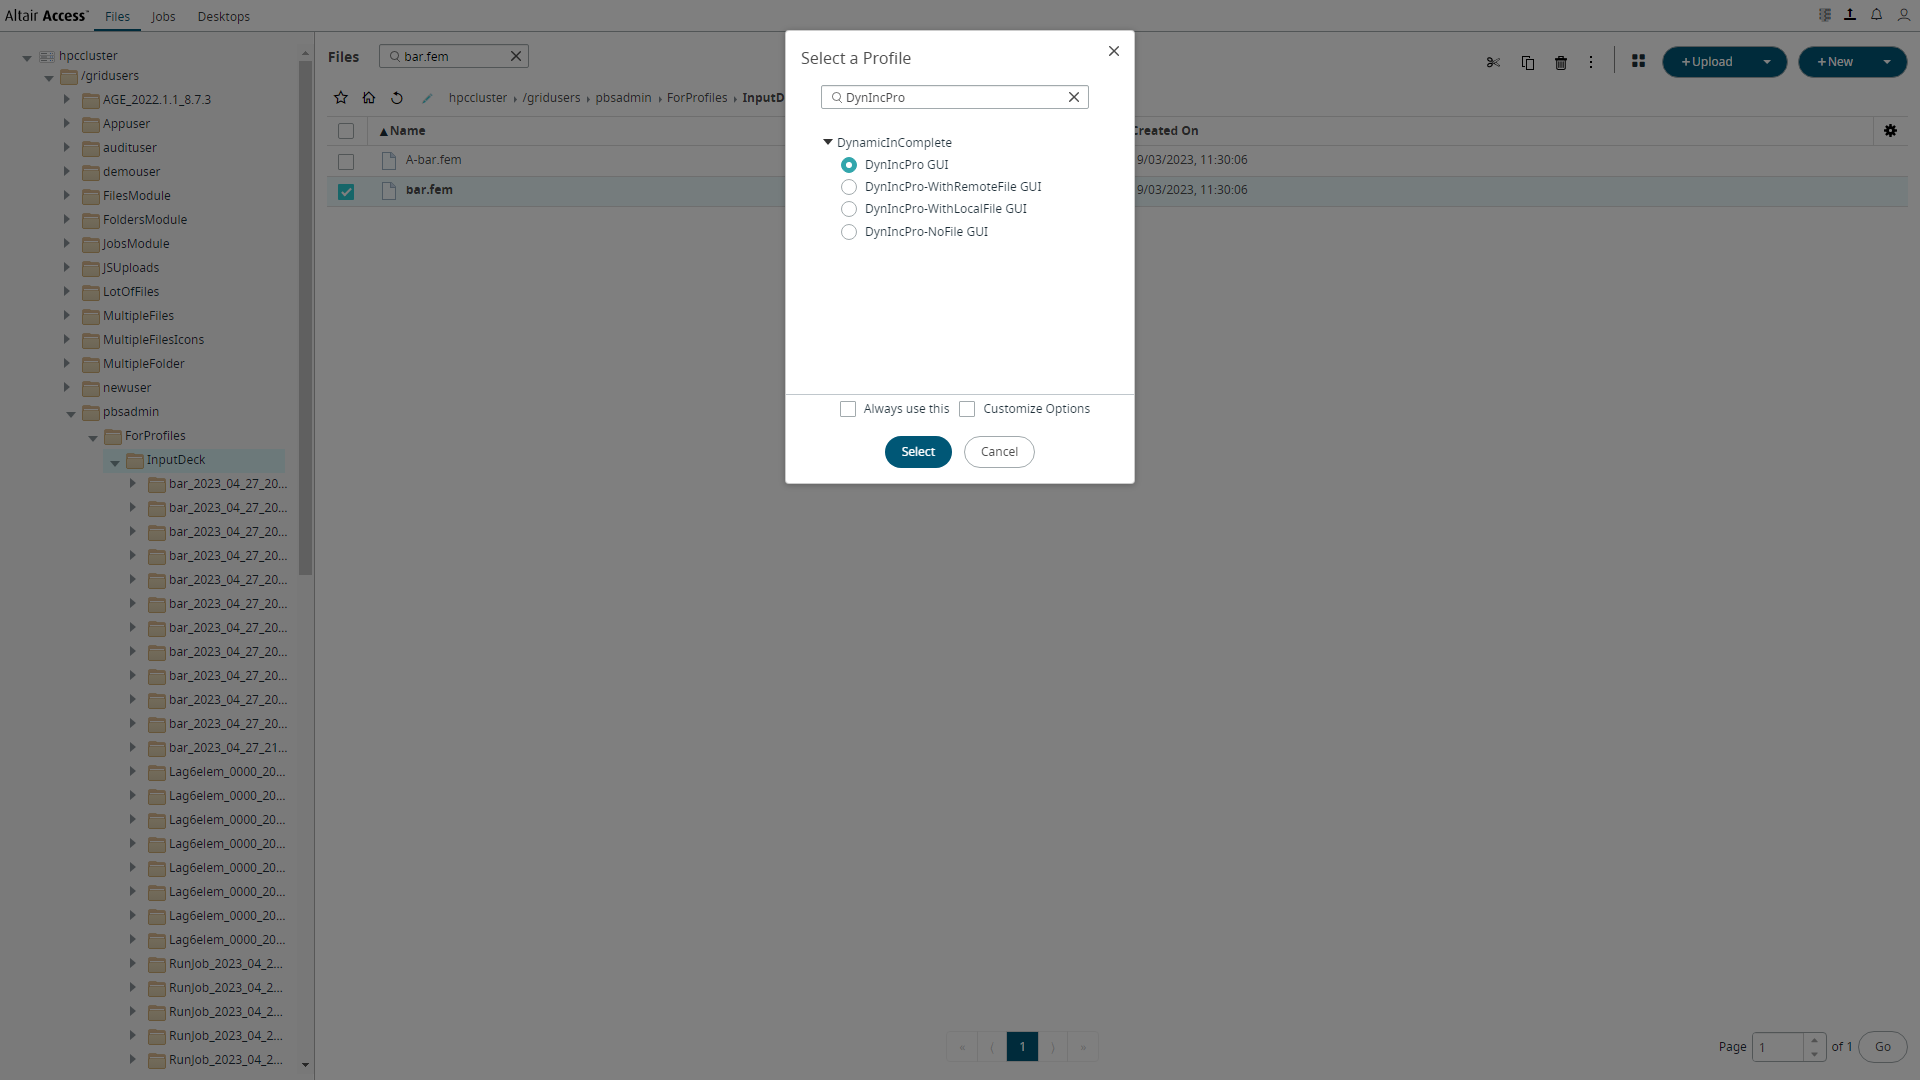 Altair Access™ Files Jobs Desktops
hpccluster
/gridusers
AGE_2022.1.1_8.7.3
Appuser
audituser
demouser
FilesModule
FoldersModule
JobsModule
JSUploads
LotOfFiles
MultipleFiles
MultipleFilesIcons
MultipleFolder
newuser
pbsadmin
ForProfiles
InputDeck
bar_2023_04_27_20...
bar_2023_04_27_20...
bar_2023_04_27_20...
bar_2023_04_27_20...
bar_2023_04_27_20...
bar_2023_04_27_20...
bar_2023_04_27_20...
bar_2023_04_27_20...
bar_2023_04_27_20...
bar_2023_04_27_20...
bar_2023_04_27_20...
bar_2023_04_27_21...
Lag6elem_0000_20...
Lag6elem_0000_20...
Lag6elem_0000_20...
Lag6elem_0000_20...
Lag6elem_0000_20...
Lag6elem_0000_20...
Lag6elem_0000_20...
Lag6elem_0000_20...
RunJob_2023_04_2...
RunJob_2023_04_2...
RunJob_2023_04_2...
RunJob_2023_04_2...
RunJob_2023_04_2...
Files bar.fem
+Upload +New
hpccluster › /gridusers › pbsadmin › ForProfiles › InputD
▲Name Created On
A-bar.fem 9/03/2023, 11:30:06
bar.fem 9/03/2023, 11:30:06
Select a Profile
DynIncPro
DynamicInComplete
DynIncPro GUI
DynIncPro-WithRemoteFile GUI
DynIncPro-WithLocalFile GUI
DynIncPro-NoFile GUI
Always use this Customize Options
Select Cancel
« ⟨ 1 ⟩ »
Page 1 of 1 Go